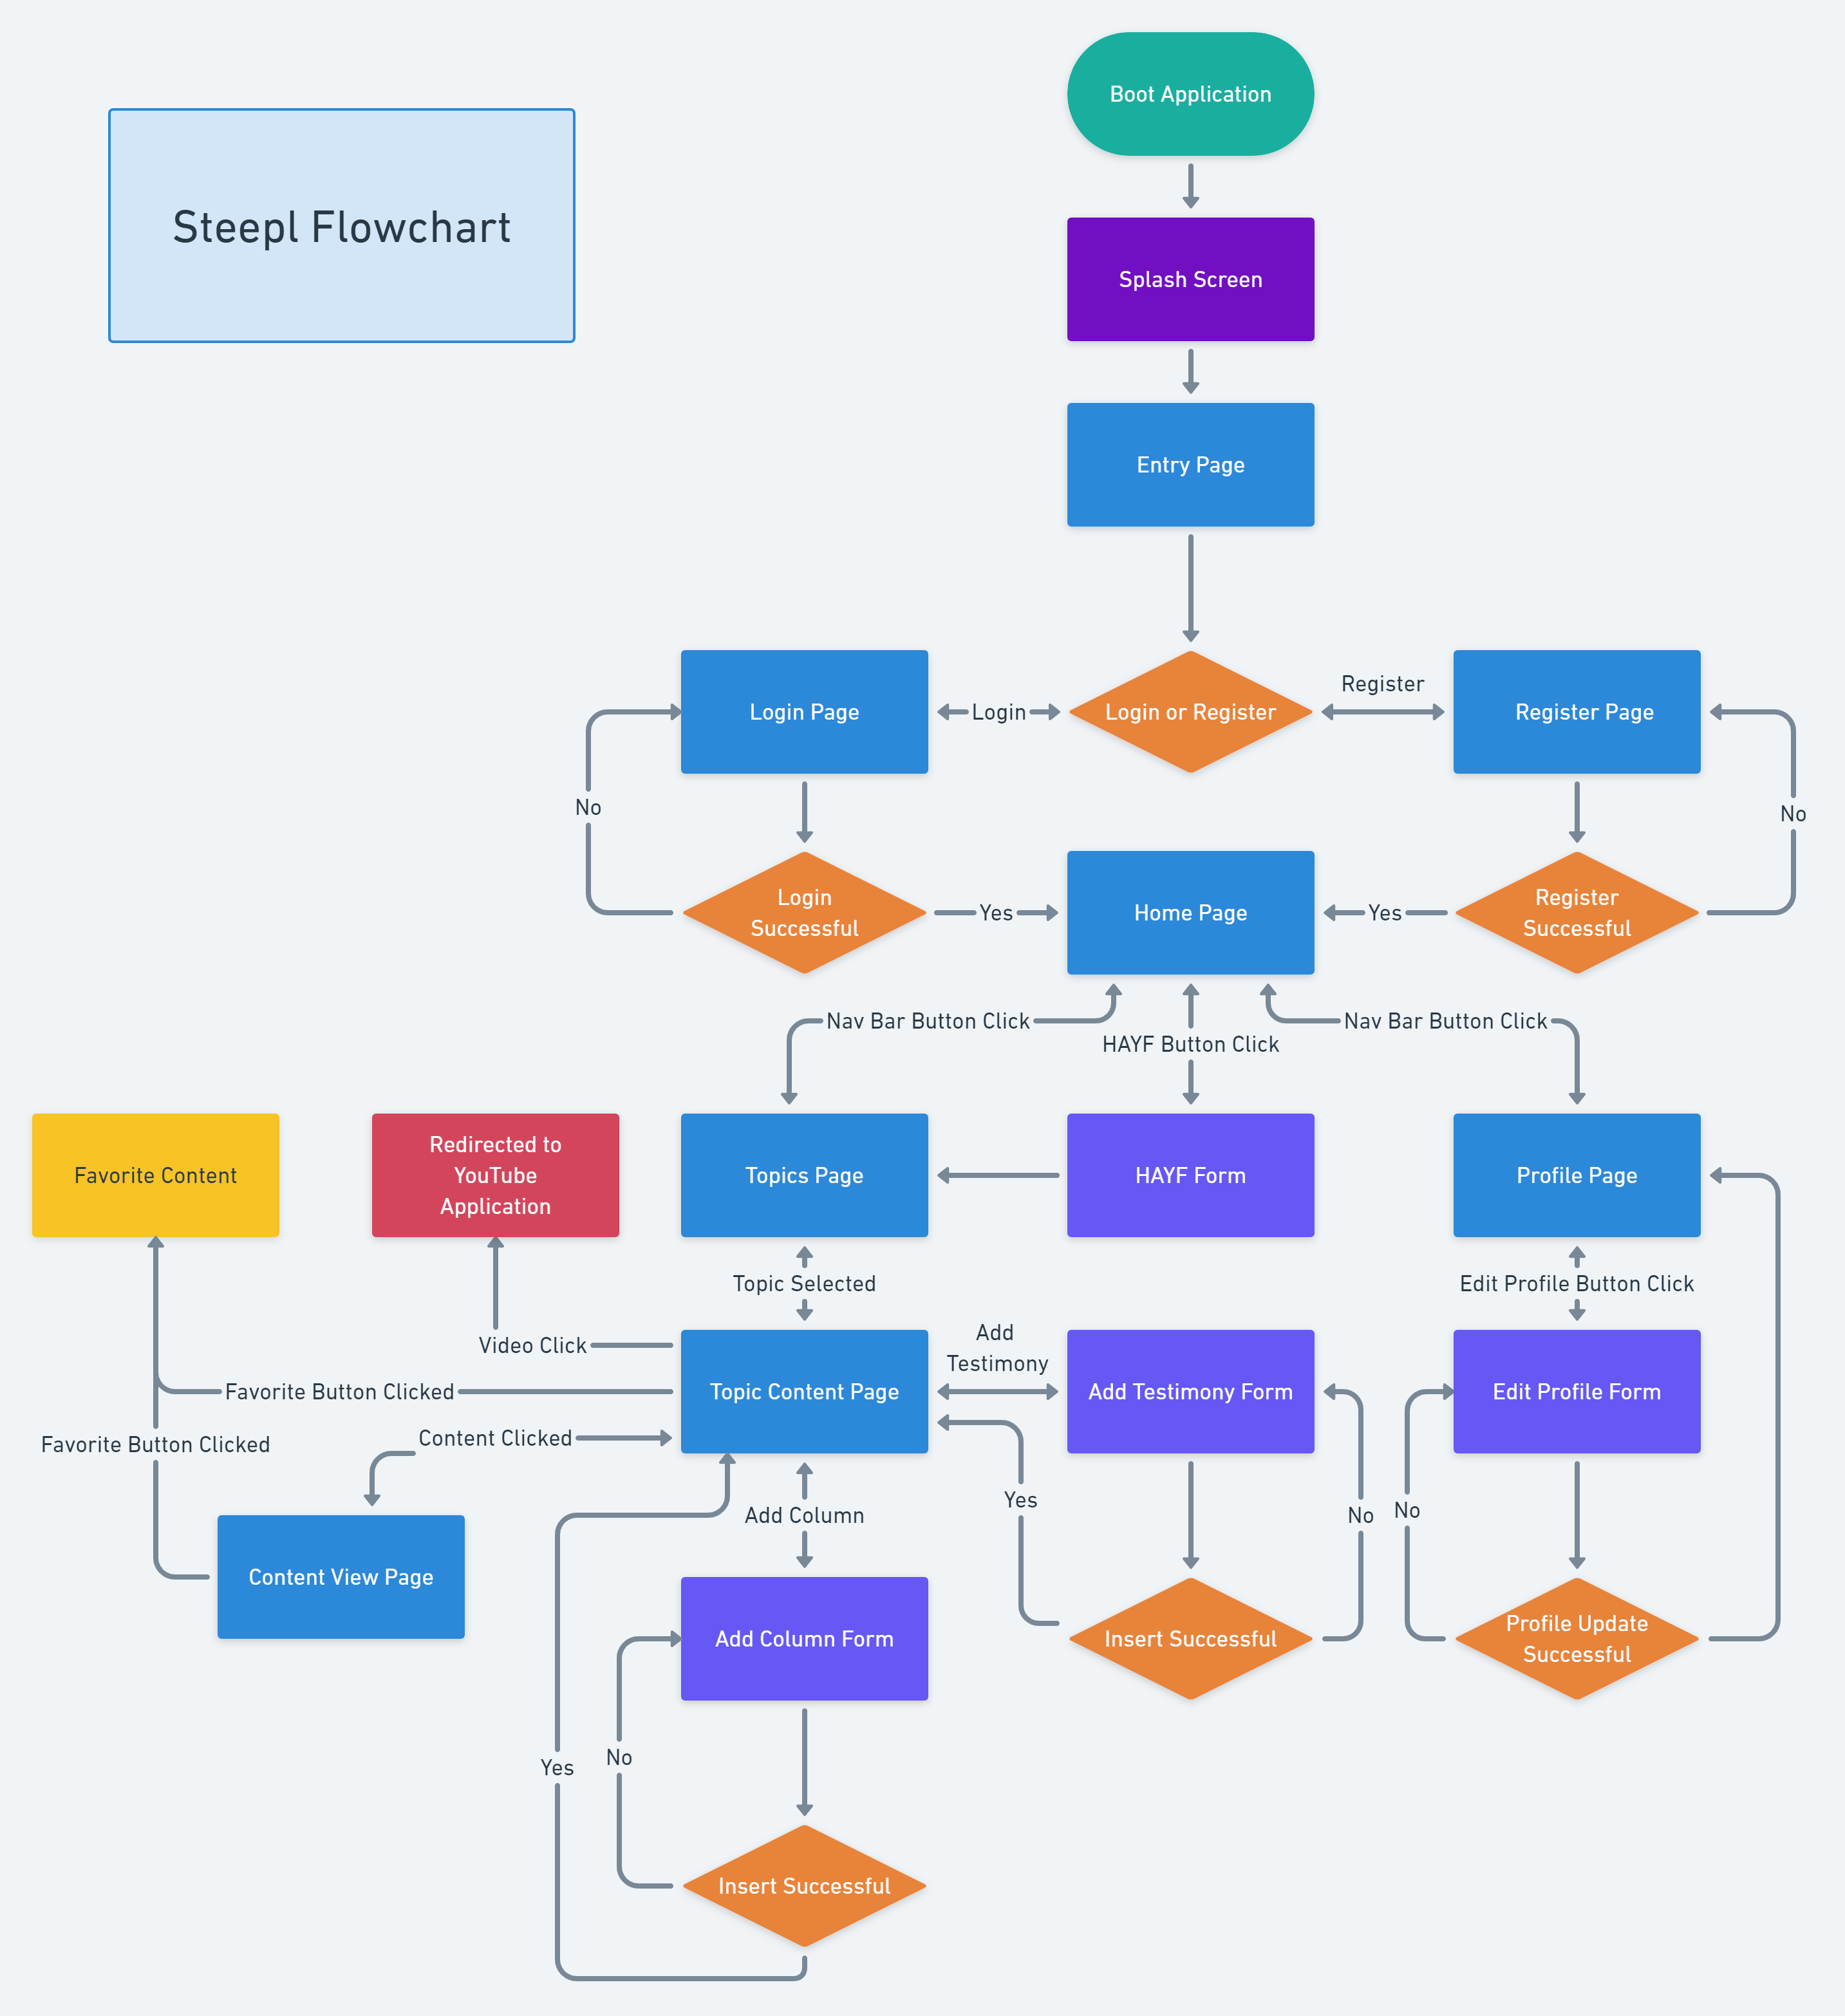 Boot Application
Steepl Flowchart
Splash Screen
Entry Page
Login Page
Login
Login or Register
Register
Register Page
No
No
Login
Successful
Yes
Home Page
Yes
Register
Successful
Nav Bar Button Click
HAYF Button Click
Nav Bar Button Click
Favorite Content
Redirected to
YouTube
Application
Topics Page
HAYF Form
Profile Page
Topic Selected
Edit Profile Button Click
Video Click
Add
Testimony
Favorite Button Clicked
Topic Content Page
Add Testimony Form
Edit Profile Form
Favorite Button Clicked
Content Clicked
Yes
No
No
Add Column
Content View Page
Add Column Form
Insert Successful
Profile Update
Successful
Yes
No
Insert Successful